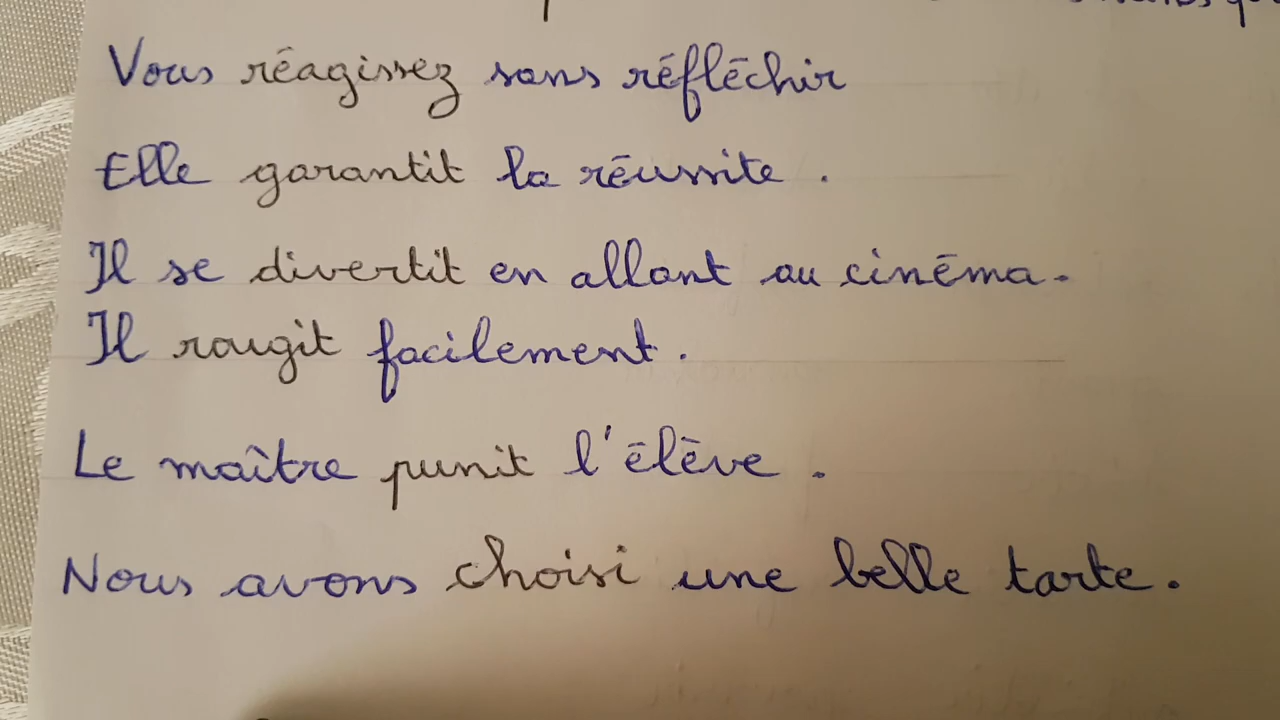 Vous réagissez sans réfléchir
Elle garantit la réussite .
Il se divertit en allant au cinéma.
Il rougit facilement.
Le maître punit l'élève .
Nous avons choisi une belle tarte.